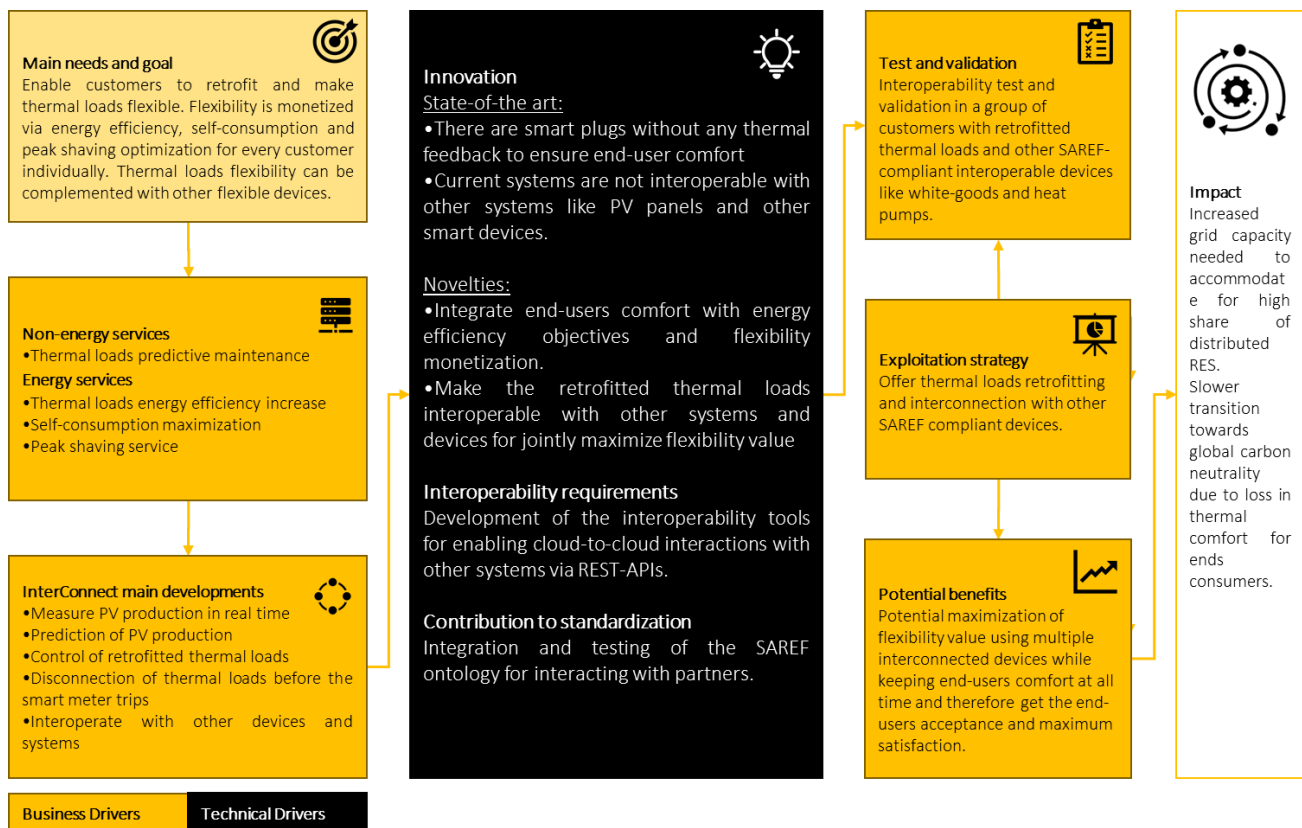 Main needs and goal
Enable customers to retrofit and make
thermal loads flexible. Flexibility is monetized
via energy efficiency, self-consumption and
peak shaving optimization for every customer
individually. Thermal loads flexibility can be
complemented with other flexible devices.
Non-energy services
•Thermal loads predictive maintenance
Energy services
•Thermal loads energy efficiency increase
•Self-consumption maximization
•Peak shaving service
InterConnect main developments
•Measure PV production in real time
•Prediction of PV production
•Control of retrofitted thermal loads
•Disconnection of thermal loads before the
smart meter trips
•Interoperate with other devices and
systems
Business Drivers
Technical Drivers
Innovation
State-of-the art:
•There are smart plugs without any thermal
feedback to ensure end-user comfort
•Current systems are not interoperable with
other systems like PV panels and other
smart devices.
Novelties:
•Integrate end-users comfort with energy
efficiency objectives and flexibility
monetization.
•Make the retrofitted thermal loads
interoperable with other systems and
devices for jointly maximize flexibility value
Interoperability requirements
Development of the interoperability tools
for enabling cloud-to-cloud interactions with
other systems via REST-APIs.
Contribution to standardization
Integration and testing of the SAREF
ontology for interacting with partners.
Test and validation
Interoperability test and
validation in a group of
customers with retrofitted
thermal loads and other SAREF-
compliant interoperable devices
like white-goods and heat
pumps.
Exploitation strategy
Offer thermal loads retrofitting
and interconnection with other
SAREF compliant devices.
Potential benefits
Potential maximization of
flexibility value using multiple
interconnected devices while
keeping end-users comfort at all
time and therefore get the end-
users acceptance and maximum
satisfaction.
Impact
Increased
grid capacity
needed to
accommodat
e for high
share of
distributed
RES.
Slower
transition
towards
global carbon
neutrality
due to loss in
thermal
comfort for
ends
consumers.